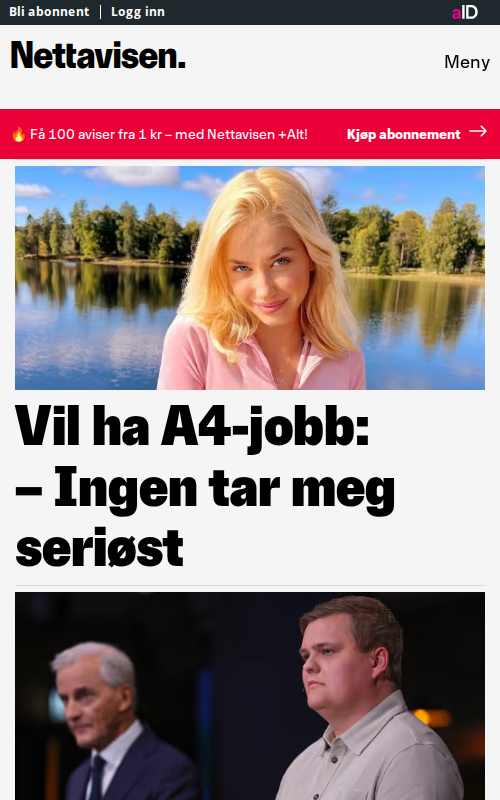 Bli abonnent | Logg inn
aID
Nettavisen.
Meny
🔥 Få 100 aviser fra 1 kr – med Nettavisen +Alt!
Kjøp abonnement →
Vil ha A4-jobb:
– Ingen tar meg
seriøst